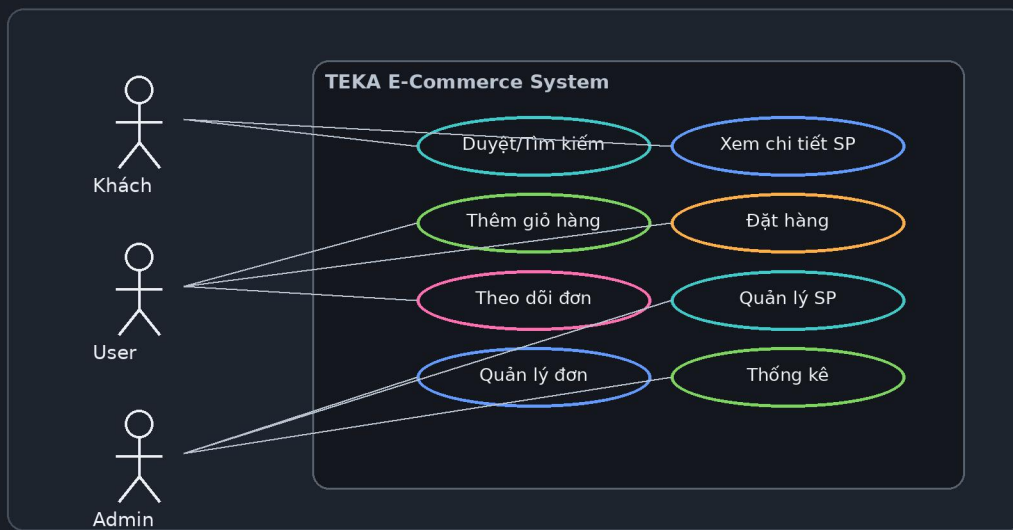 TEKA E-Commerce System
Khách
Duyệt/Tìm kiếm
Xem chi tiết SP
Thêm giỏ hàng
Đặt hàng
User
Theo dõi đơn
Quản lý SP
Quản lý đơn
Thống kê
Admin